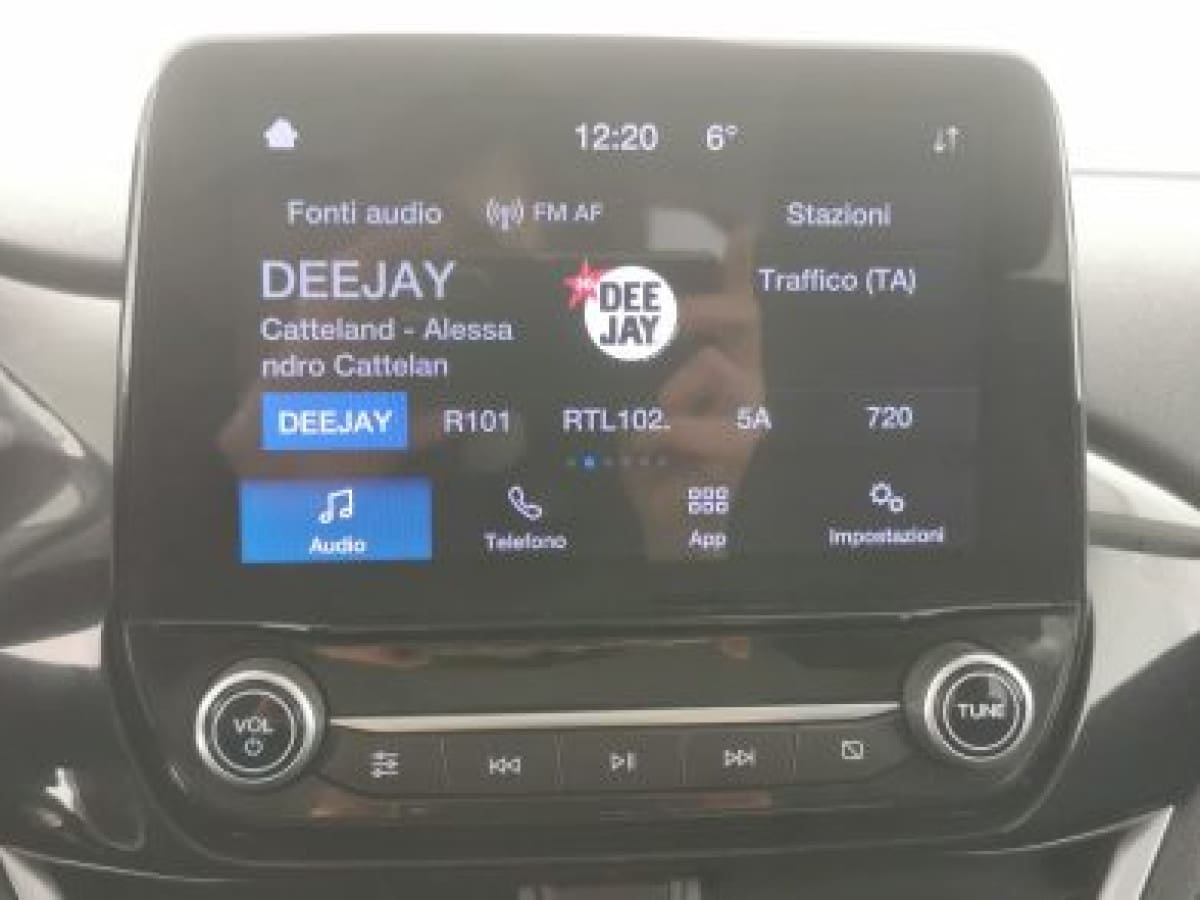 12:20 6°
Fonti audio FM AF Stazioni
DEEJAY
DEE
JAY
Traffico (TA)
Catteland - Alessa
ndro Cattelan
DEEJAY R101 RTL102. 5A 720
Audio Telefono App Impostazioni
VOL
TUNE